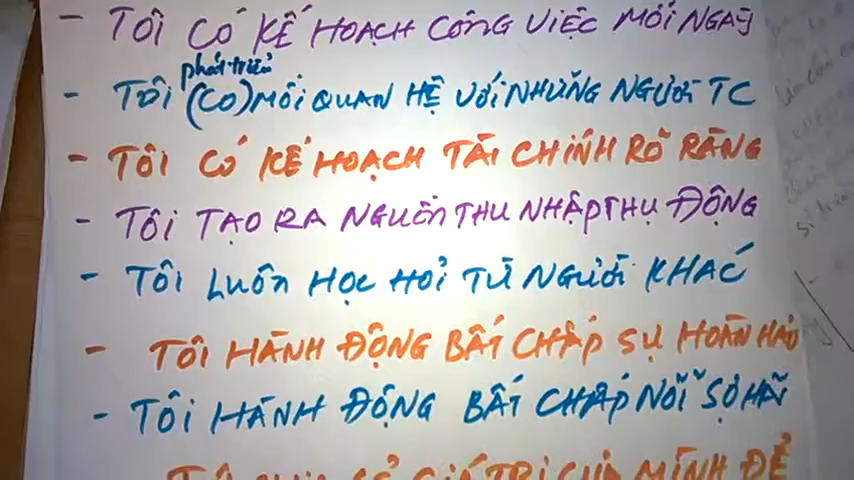 - TÔI CÓ KẾ HOẠCH CÔNG VIỆC MỖI NGÀY
phát triển
- TÔI (CÓ) MỐI QUAN HỆ VỚI NHỮNG NGƯỜI TC
- TÔI CÓ KẾ HOẠCH TÀI CHÍNH RÕ RÀNG
- TÔI TẠO RA NGUỒN THU NHẬP THỤ ĐỘNG
- TÔI LUÔN HỌC HỎI TỪ NGƯỜI KHÁC
- TÔI HÀNH ĐỘNG BẤT CHẤP SỰ HOÀN HẢO
- TÔI HÀNH ĐỘNG BẤT CHẤP NỖI SỢ HÃI
GIÁ TRỊ CỦA MÌNH ĐỂ